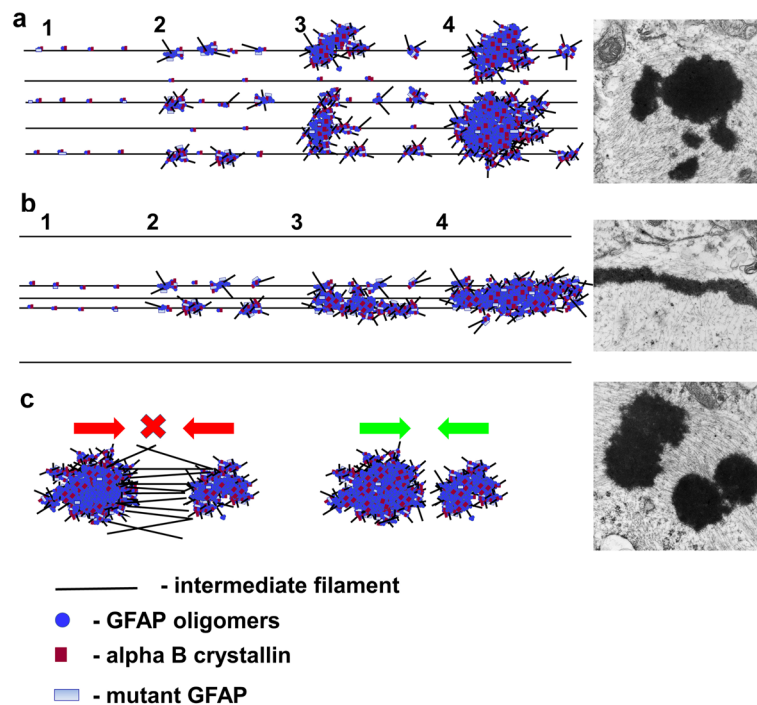 a
1 2 3 4
b
1 2 3 4
c
- intermediate filament
- GFAP oligomers
- alpha B crystallin
- mutant GFAP